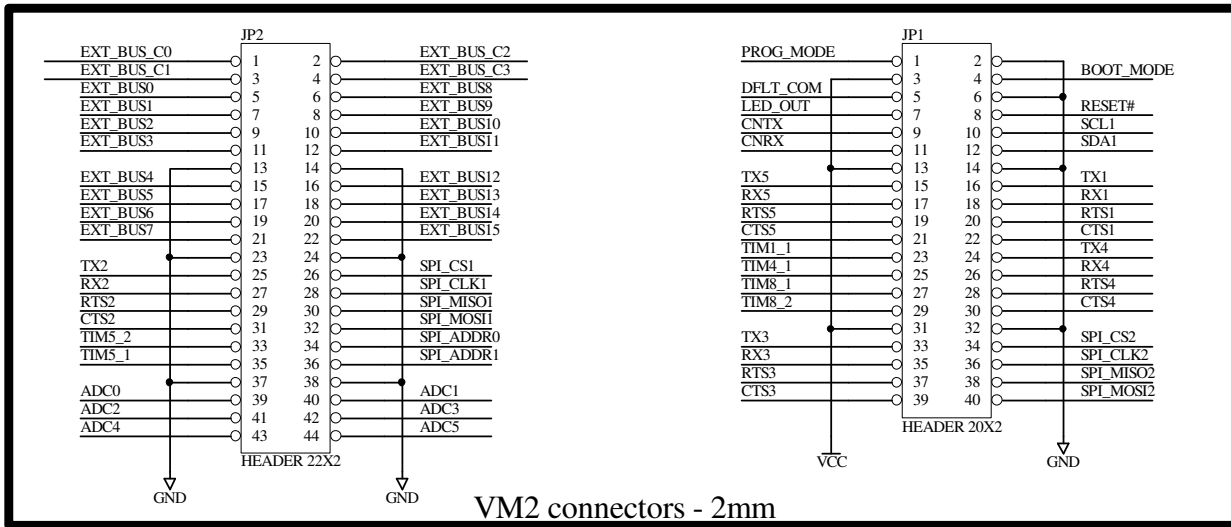 JP2 JP1
EXT_BUS_C0 1 2 EXT_BUS_C2 PROG_MODE 1 2
EXT_BUS_C1 3 4 EXT_BUS_C3 3 4 BOOT_MODE
EXT_BUS0 5 6 EXT_BUS8 DFLT_COM 5 6
EXT_BUS1 7 8 EXT_BUS9 LED_OUT 7 8 RESET#
EXT_BUS2 9 10 EXT_BUS10 CNTX 9 10 SCL1
EXT_BUS3 11 12 EXT_BUS11 CNRX 11 12 SDA1
13 14 13 14
EXT_BUS4 15 16 EXT_BUS12 TX5 15 16 TX1
EXT_BUS5 17 18 EXT_BUS13 RX5 17 18 RX1
EXT_BUS6 19 20 EXT_BUS14 RTS5 19 20 RTS1
EXT_BUS7 21 22 EXT_BUS15 CTS5 21 22 CTS1
23 24 TIM1_1 23 24 TX4
TX2 25 26 SPI_CS1 TIM4_1 25 26 RX4
RX2 27 28 SPI_CLK1 TIM8_1 27 28 RTS4
RTS2 29 30 SPI_MISO1 TIM8_2 29 30 CTS4
CTS2 31 32 SPI_MOSI1 31 32
TIM5_2 33 34 SPI_ADDR0 TX3 33 34 SPI_CS2
TIM5_1 35 36 SPI_ADDR1 RX3 35 36 SPI_CLK2
37 38 RTS3 37 38 SPI_MISO2
ADC0 39 40 ADC1 CTS3 39 40 SPI_MOSI2
ADC2 41 42 ADC3 HEADER 20X2
ADC4 43 44 ADC5
HEADER 22X2 VCC GND
GND GND
VM2 connectors - 2mm